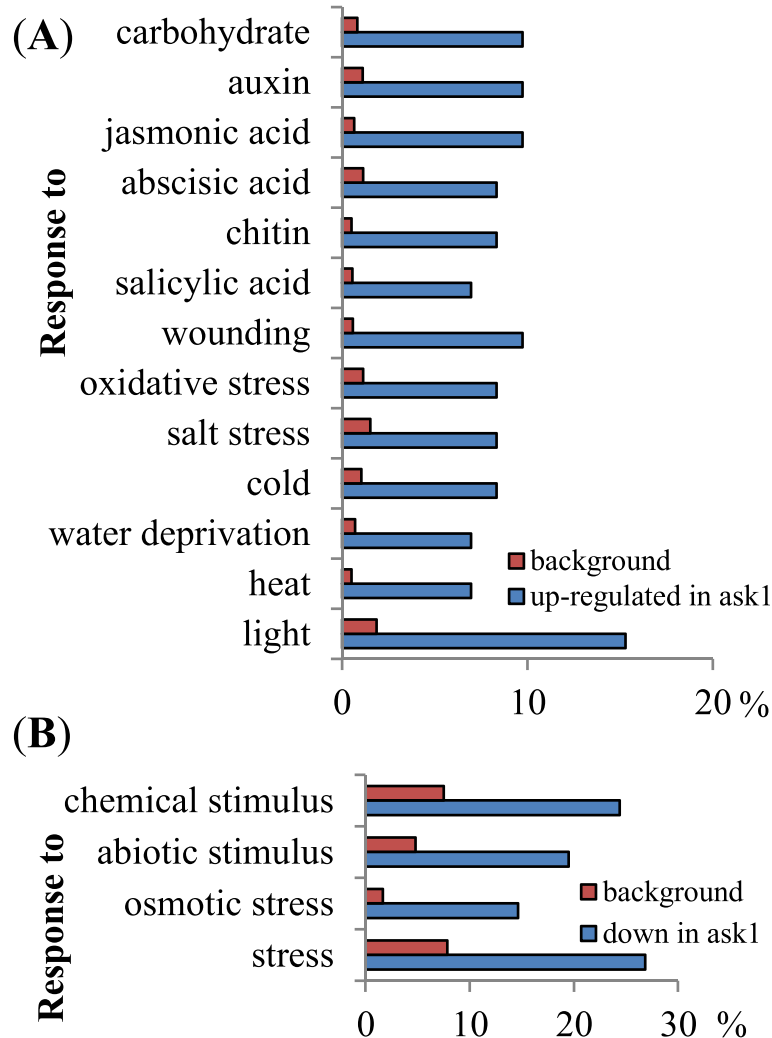 (A)
Response to
carbohydrate
auxin
jasmonic acid
abscisic acid
chitin
salicylic acid
wounding
oxidative stress
salt stress
cold
water deprivation
heat
light
background
up-regulated in ask1
0 10 20 %
(B)
Response to
chemical stimulus
abiotic stimulus
osmotic stress
stress
background
down in ask1
0 10 20 30 %